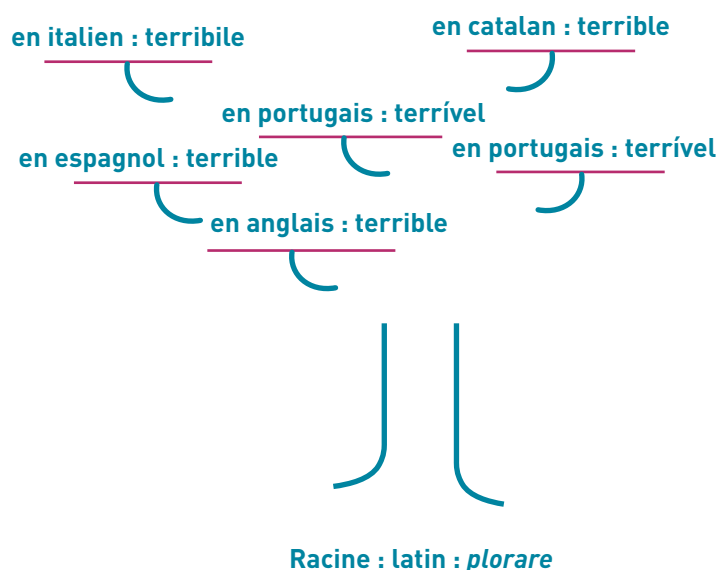 en italien : terribile
en catalan : terrible
en portugais : terrível
en portugais : terrível
en espagnol : terrible
en anglais : terrible
Racine : latin : plorare